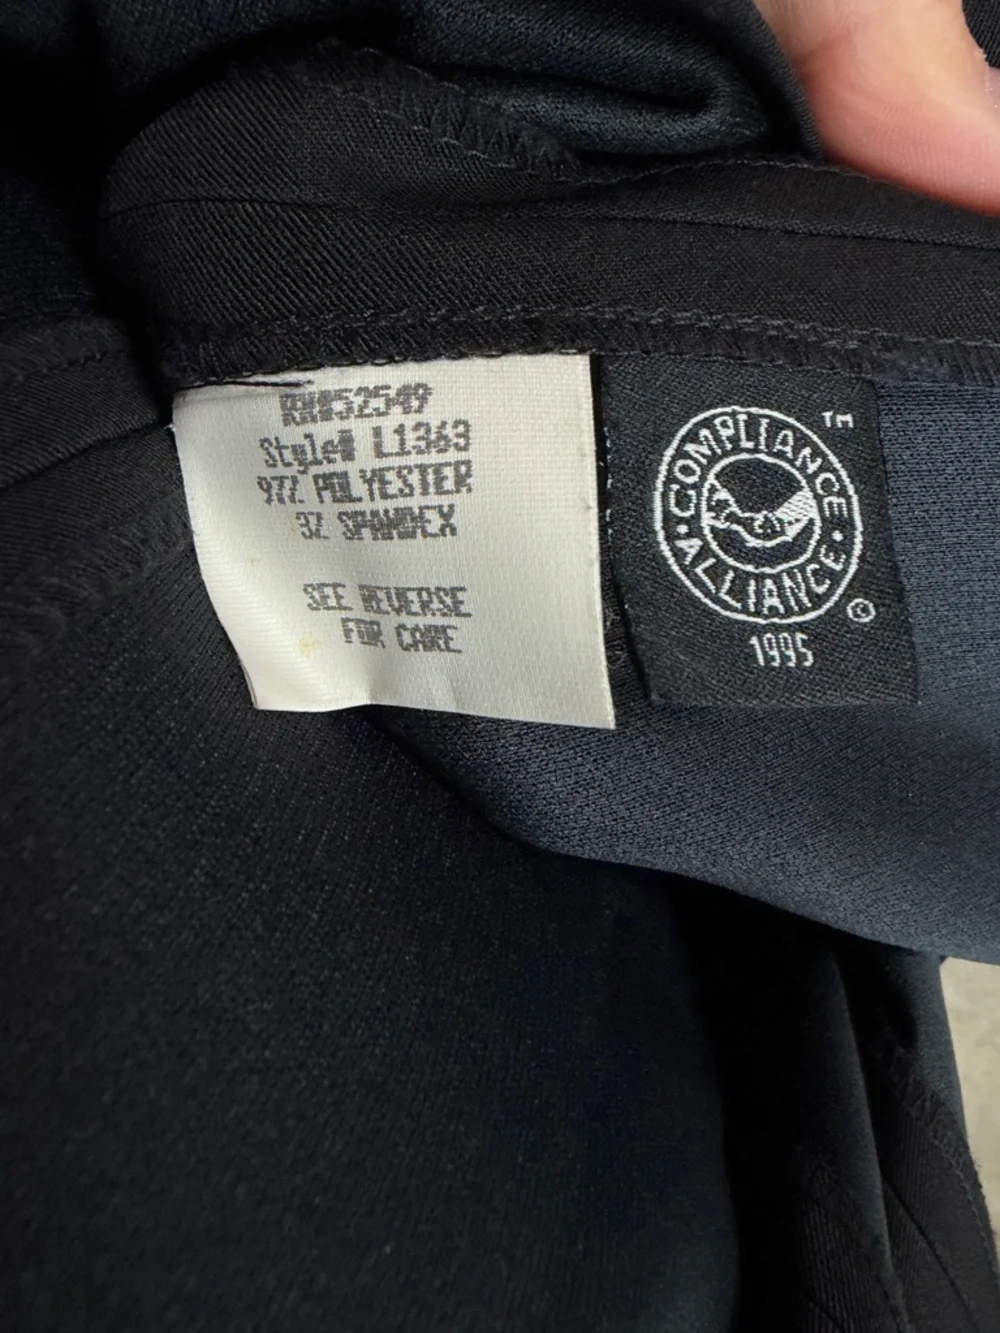 RN#52549
Style# L1363
97% POLYESTER
3% SPANDEX
SEE REVERSE
FOR CARE
COMPLIANCE
TM
· ALLIANCE ·
©
1995